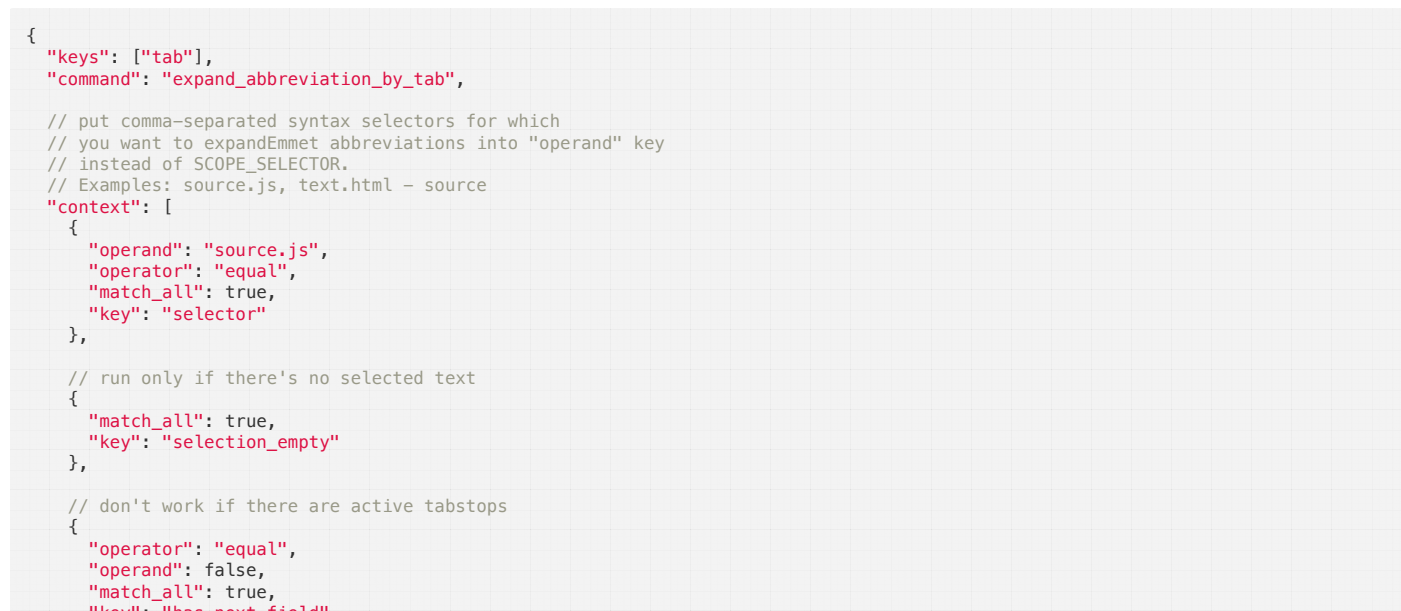 {
"keys": ["tab"],
"command": "expand_abbreviation_by_tab",
// put comma-separated syntax selectors for which
// you want to expandEmmet abbreviations into "operand" key
// instead of SCOPE_SELECTOR.
// Examples: source.js, text.html - source
"context": [
{
"operand": "source.js",
"operator": "equal",
"match_all": true,
"key": "selector"
},
// run only if there's no selected text
{
"match_all": true,
"key": "selection_empty"
},
// don't work if there are active tabstops
{
"operator": "equal",
"operand": false,
"match_all": true,
"key": "has_next_field"